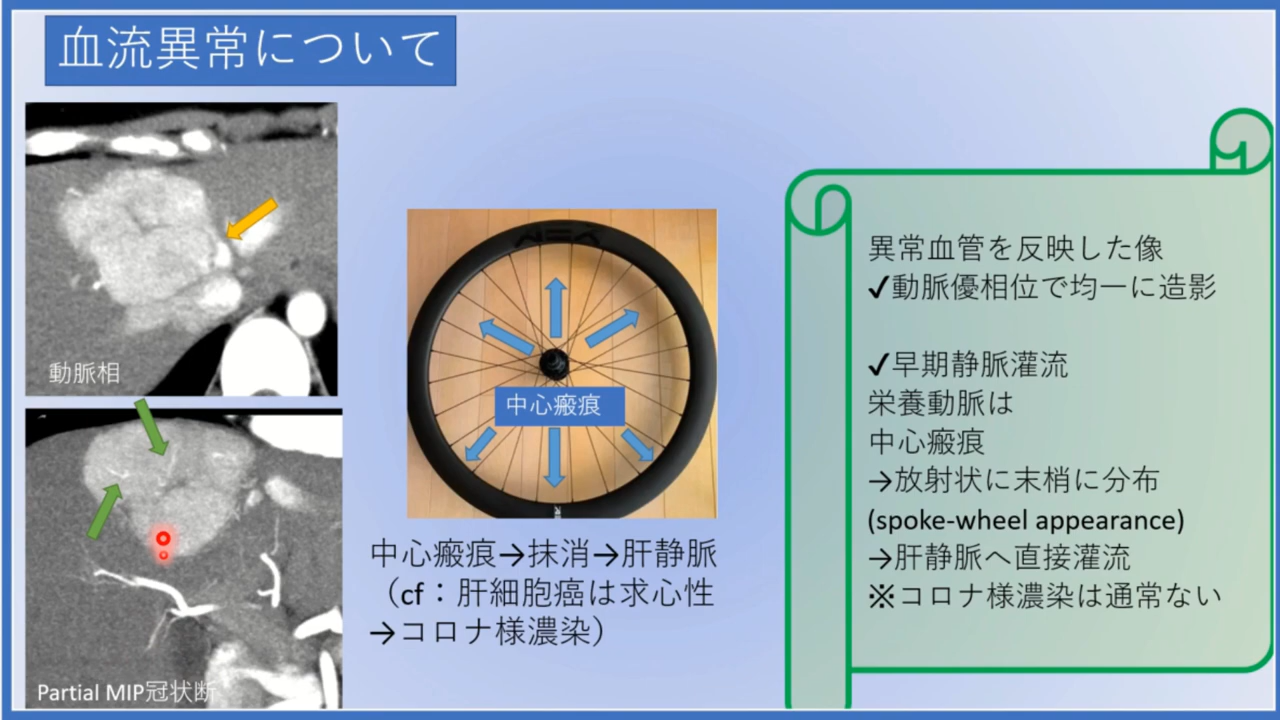 血流異常について
動脈相
Partial MIP冠状断
中心瘢痕
中心瘢痕→抹消→肝静脈
（cf：肝細胞癌は求心性
→コロナ様濃染）
異常血管を反映した像
✓動脈優相位で均一に造影
✓早期静脈灌流
栄養動脈は
中心瘢痕
→放射状に末梢に分布
(spoke-wheel appearance)
→肝静脈へ直接灌流
※コロナ様濃染は通常ない